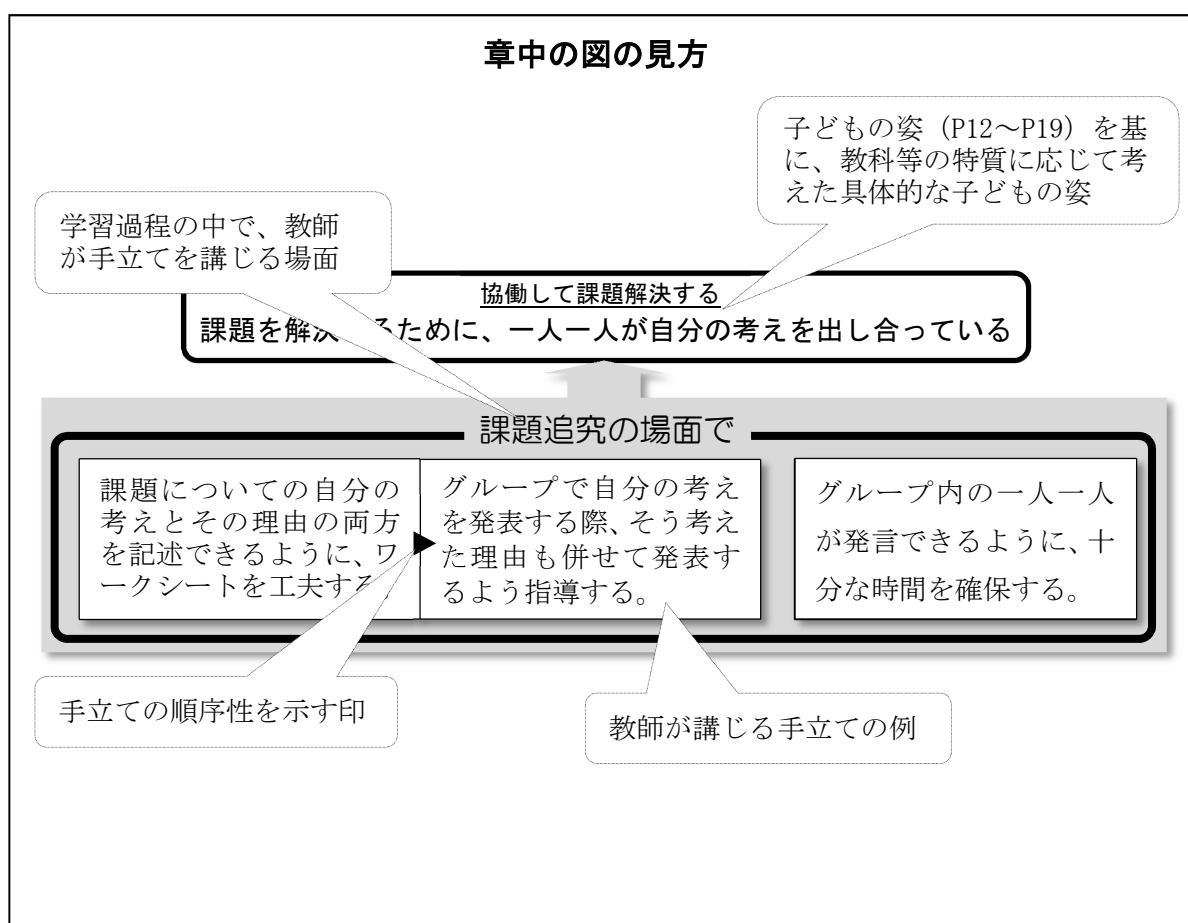 章中の図の見方
子どもの姿（P12～P19）を基
に、教科等の特質に応じて考
えた具体的な子どもの姿
学習過程の中で、教師
が手立てを講じる場面
協働して課題解決する
課題を解決るために、一人一人が自分の考えを出し合っている
課題追究の場面で
課題についての自分の
考えとその理由の両方
を記述できるように、ワ
ークシートを工夫する
グループで自分の考え
を発表する際、そう考え
た理由も併せて発表す
るよう指導する。
グループ内の一人一人
が発言できるように、十
分な時間を確保する。
手立ての順序性を示す印
教師が講じる手立ての例